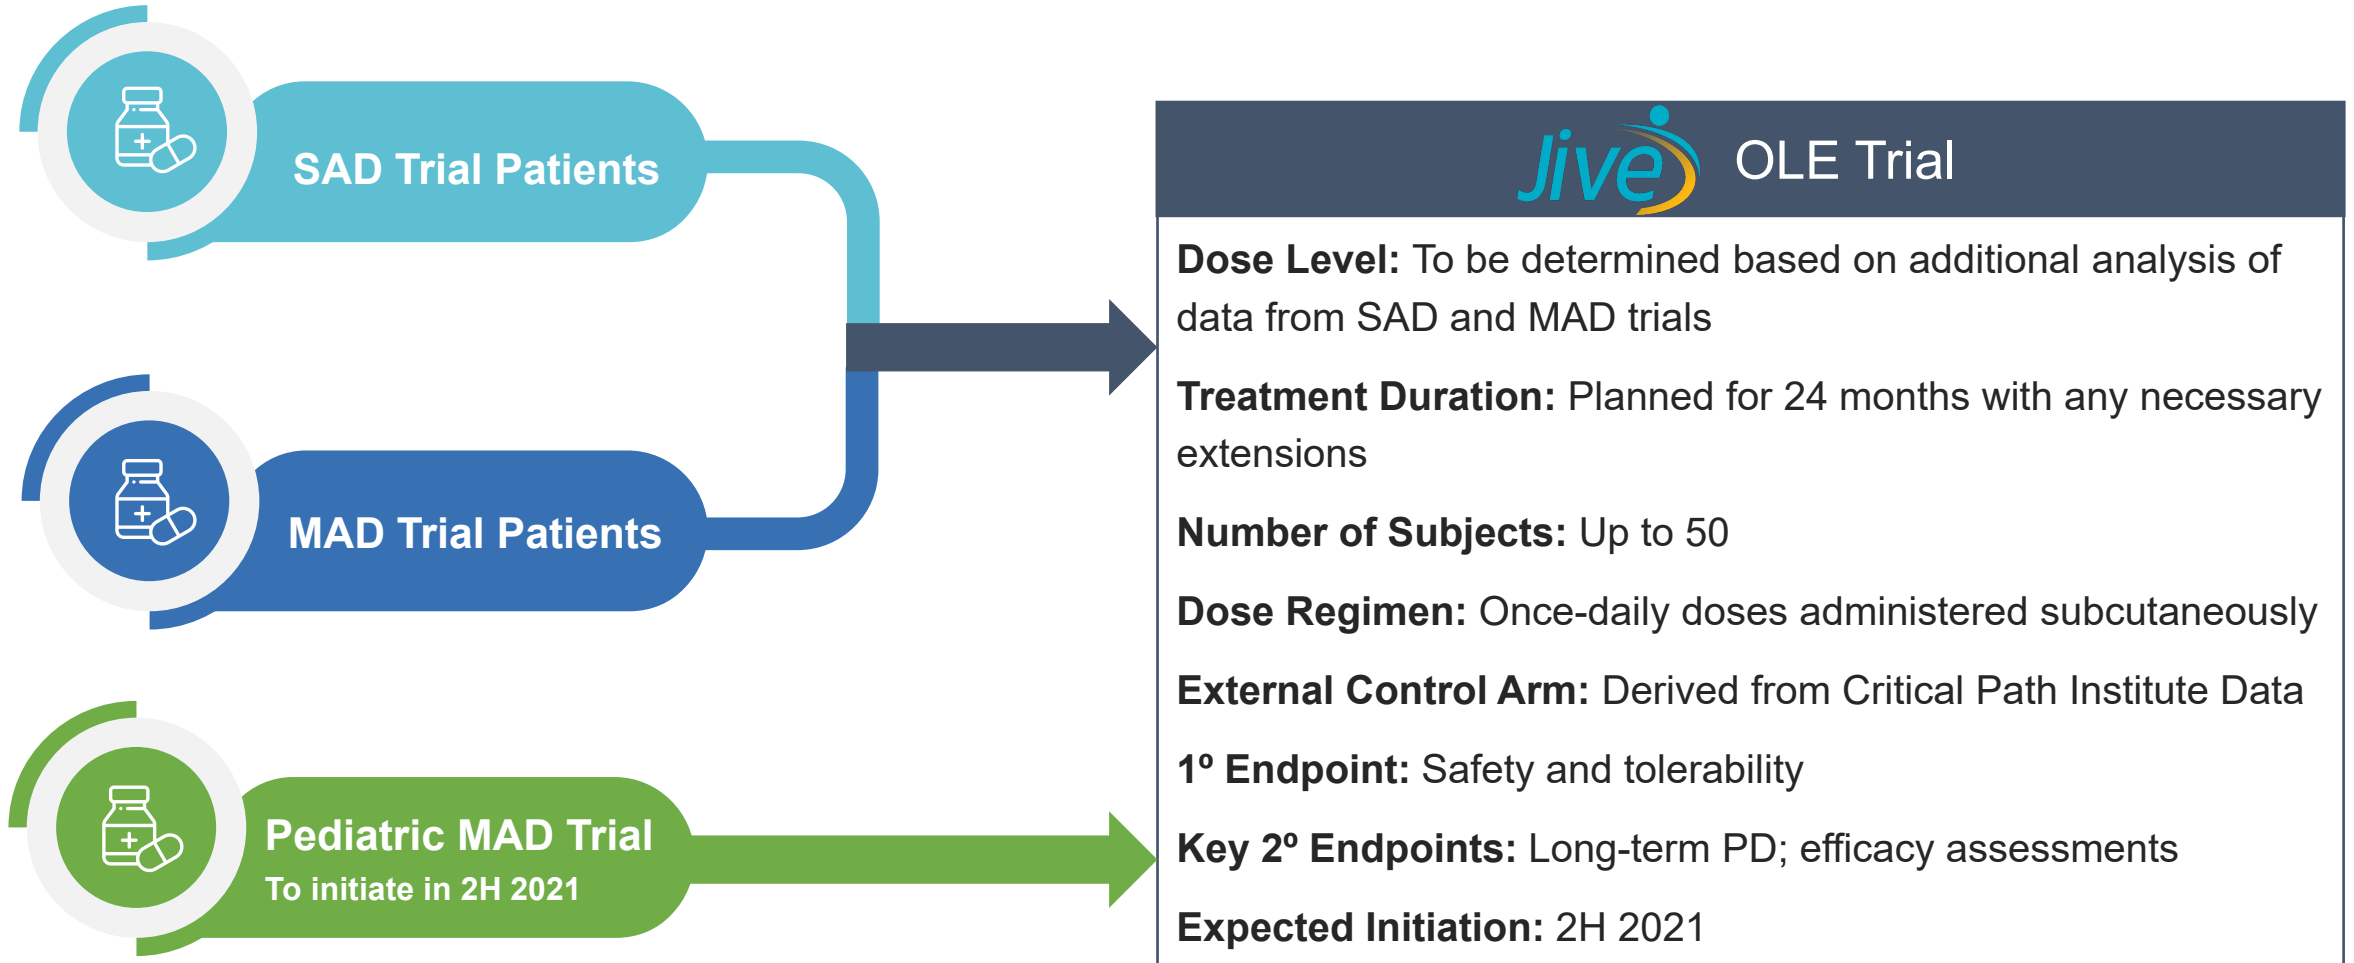 SAD Trial Patients
MAD Trial Patients
Pediatric MAD Trial
To initiate in 2H 2021
Jive OLE Trial
Dose Level: To be determined based on additional analysis of
data from SAD and MAD trials
Treatment Duration: Planned for 24 months with any necessary
extensions
Number of Subjects: Up to 50
Dose Regimen: Once-daily doses administered subcutaneously
External Control Arm: Derived from Critical Path Institute Data
1º Endpoint: Safety and tolerability
Key 2º Endpoints: Long-term PD; efficacy assessments
Expected Initiation: 2H 2021